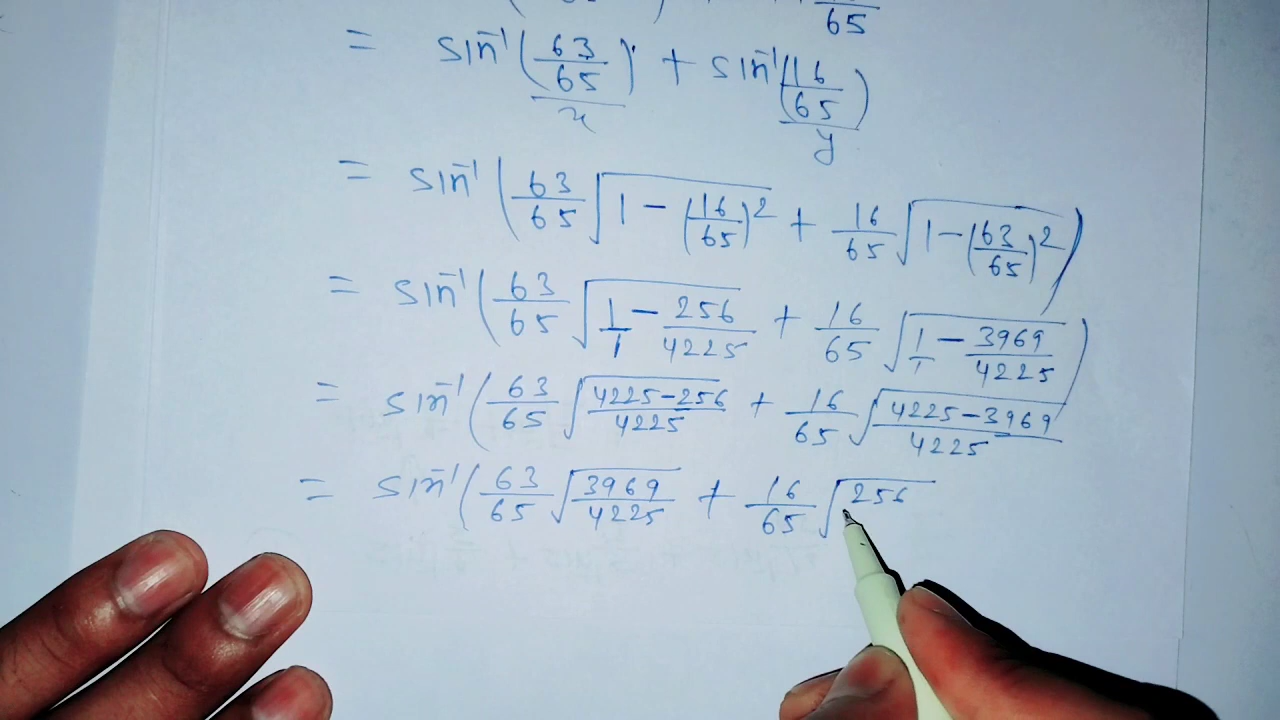 65
= sin⁻¹(63/65) + sin⁻¹(16/65)
x y
= sin⁻¹(63/65 √(1 − (16/65)²) + 16/65 √(1 − (63/65)²))
= sin⁻¹(63/65 √(1/1 − 256/4225) + 16/65 √(1/1 − 3969/4225))
= sin⁻¹(63/65 √((4225−256)/4225) + 16/65 √((4225−3969)/4225)
= sin⁻¹(63/65 √(3969/4225) + 16/65 √256